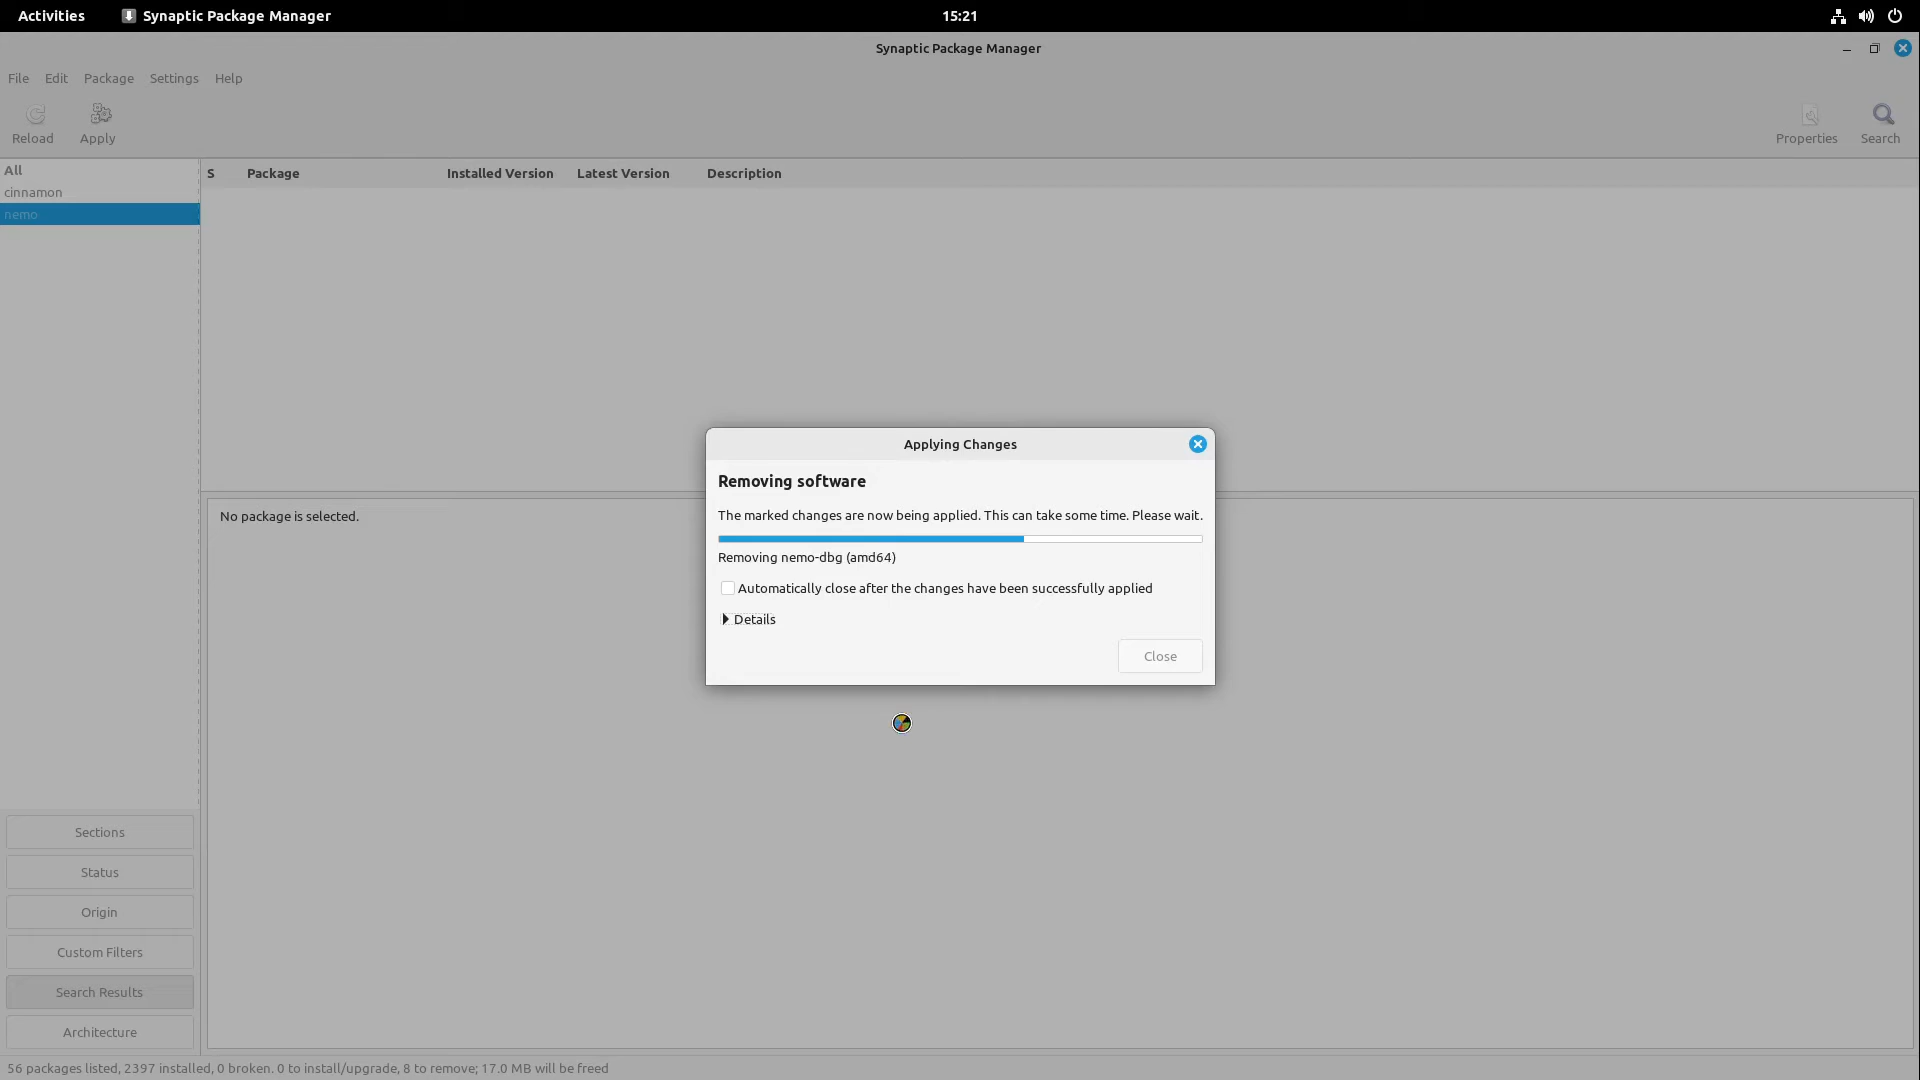 Activities
Synaptic Package Manager
15:21
Synaptic Package Manager
File Edit Package Settings Help
Reload
Apply
Properties
Search
All
cinnamon
nemo
S Package Installed Version Latest Version Description
Applying Changes
Removing software
The marked changes are now being applied. This can take some time. Please wait.
Removing nemo-dbg (amd64)
Automatically close after the changes have been successfully applied
Details
Close
No package is selected.
Sections
Status
Origin
Custom Filters
Search Results
Architecture
56 packages listed, 2397 installed, 0 broken. 0 to install/upgrade, 8 to remove; 17.0 MB will be freed